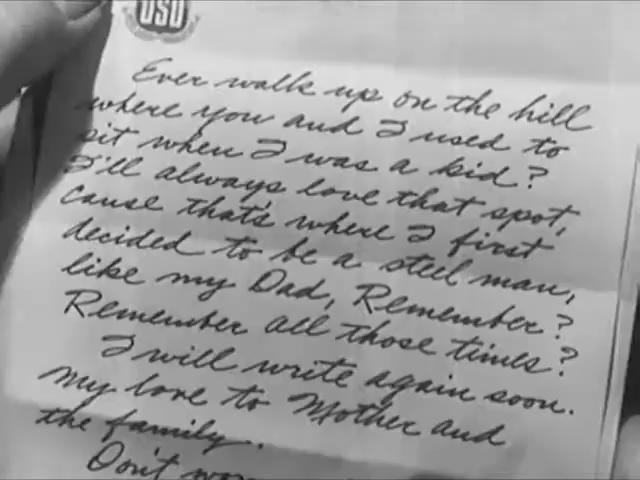 USO
Ever walk up on the hill
where you and I used to
sit when I was a kid?
I'll always love that spot,
cause that's where I first
decided to be a steel man,
like my Dad, Remember?
Remember all those times?
I will write again soon.
My love to Mother and
the family.
Don't